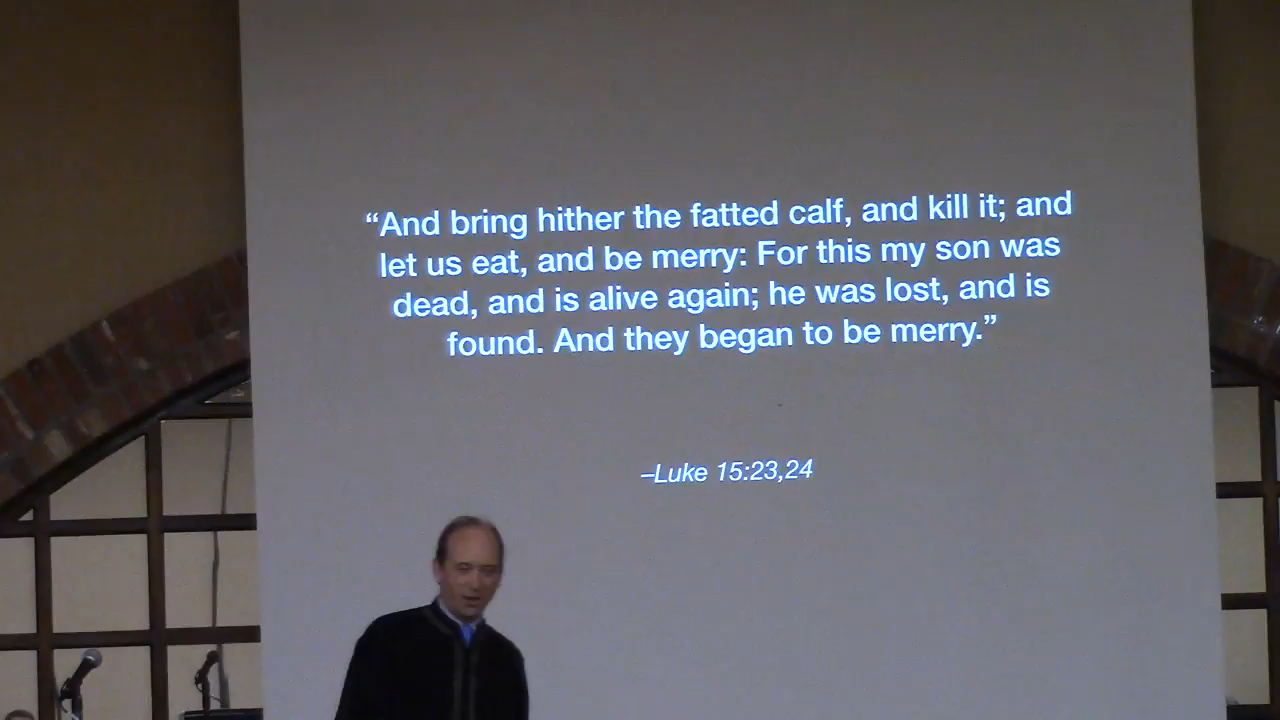 “And bring hither the fatted calf, and kill it; and
let us eat, and be merry: For this my son was
dead, and is alive again; he was lost, and is
found. And they began to be merry.”
–Luke 15:23,24